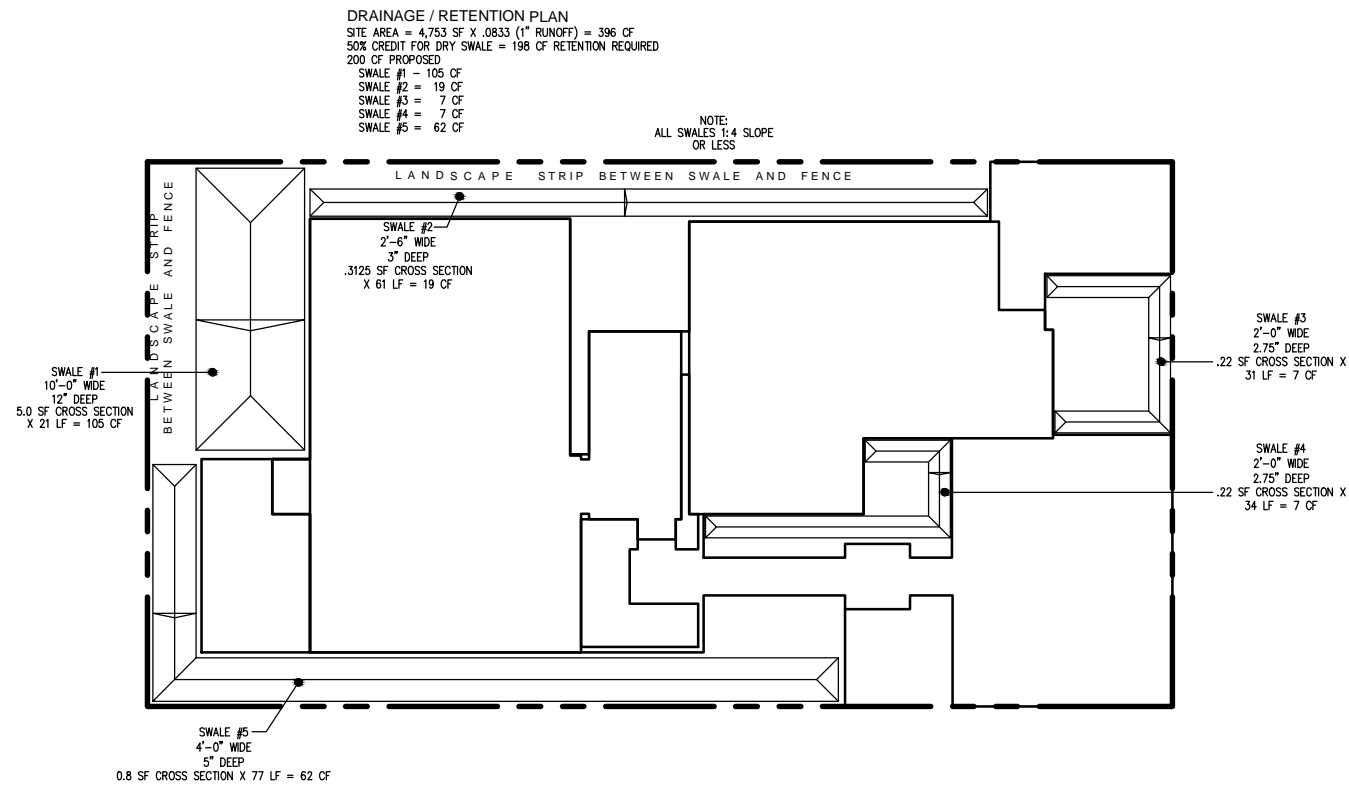 DRAINAGE / RETENTION PLAN
SITE AREA = 4,753 SF X .0833 (1" RUNOFF) = 396 CF
50% CREDIT FOR DRY SWALE = 198 CF RETENTION REQUIRED
200 CF PROPOSED
SWALE #1 - 105 CF
SWALE #2 = 19 CF
SWALE #3 = 7 CF
SWALE #4 = 7 CF
SWALE #5 = 62 CF
NOTE:
ALL SWALES 1:4 SLOPE
OR LESS
LANDSCAPE STRIP BETWEEN SWALE AND FENCE
LANDSCAPE STRIP
BETWEEN SWALE AND FENCE
SWALE #2
2'-6" WIDE
3" DEEP
.3125 SF CROSS SECTION
X 61 LF = 19 CF
SWALE #3
2'-0" WIDE
2.75" DEEP
.22 SF CROSS SECTION X
31 LF = 7 CF
SWALE #1
10'-0" WIDE
12" DEEP
5.0 SF CROSS SECTION
X 21 LF = 105 CF
SWALE #4
2'-0" WIDE
2.75" DEEP
.22 SF CROSS SECTION X
34 LF = 7 CF
SWALE #5
4'-0" WIDE
5" DEEP
0.8 SF CROSS SECTION X 77 LF = 62 CF